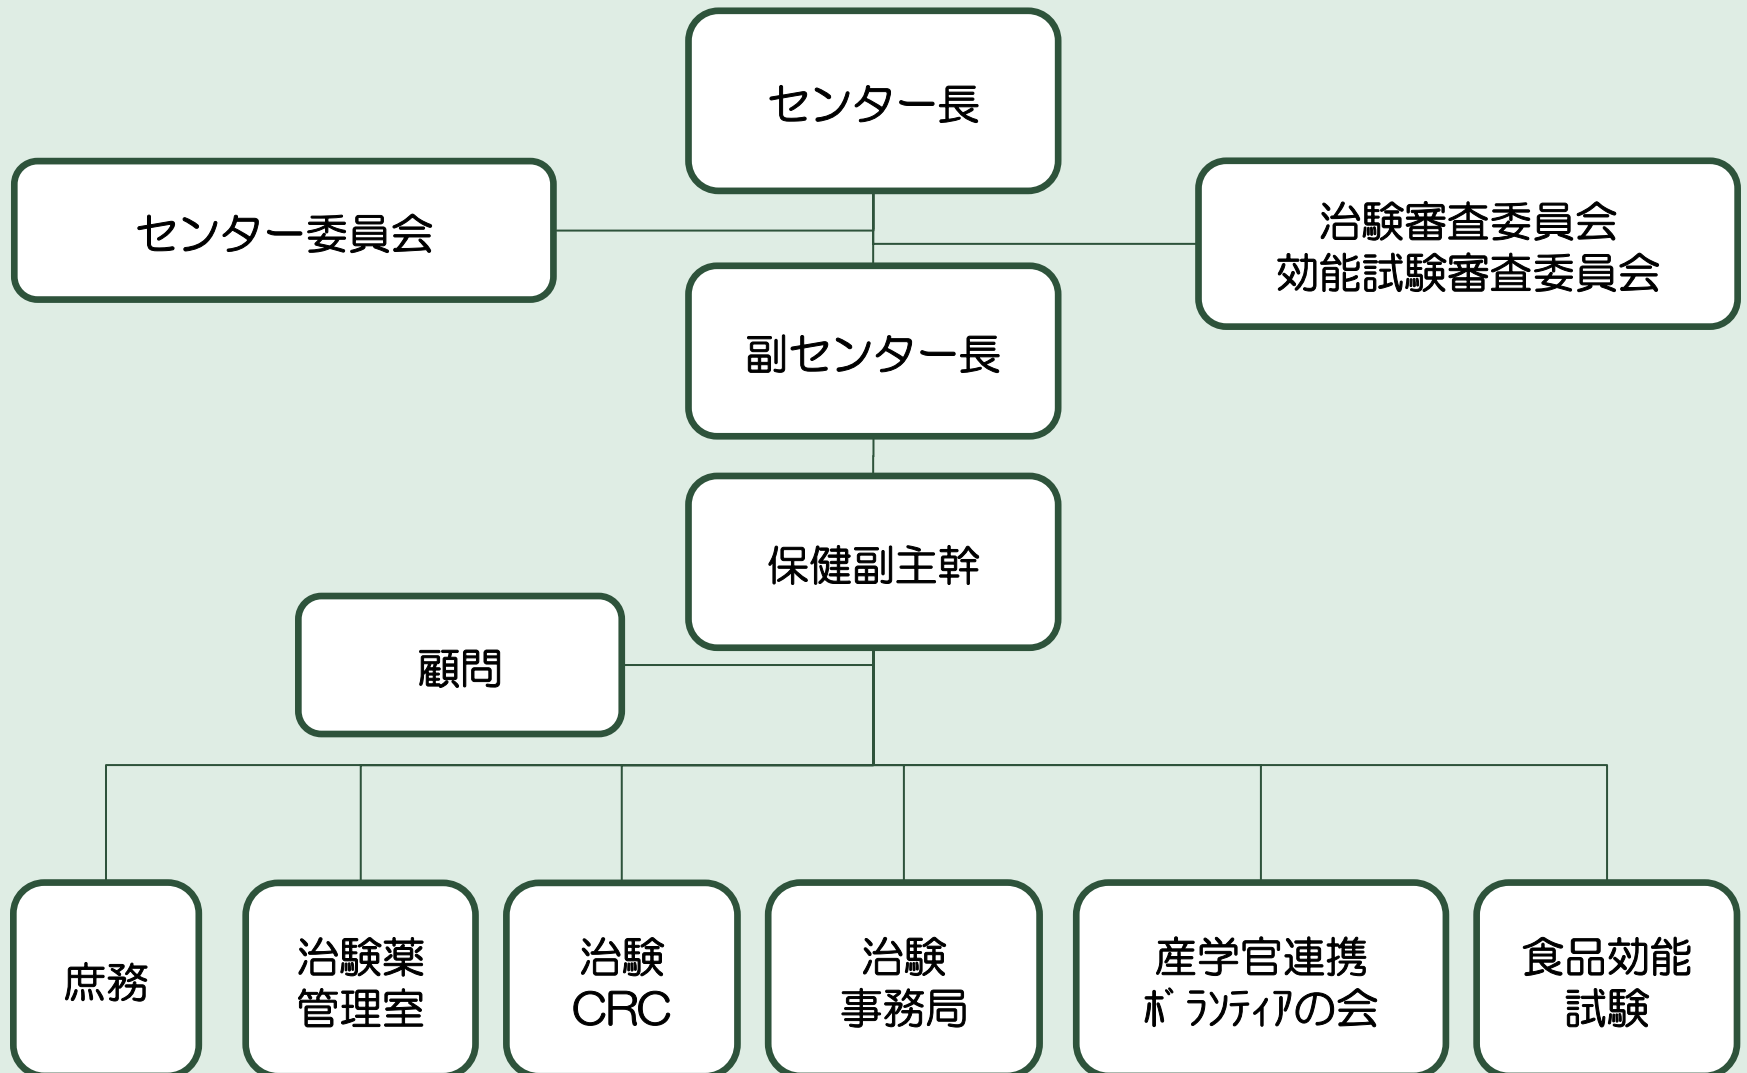 センター長
センター委員会
治験審査委員会
効能試験審査委員会
副センター長
保健副主幹
顧問
庶務
治験薬
管理室
治験
CRC
治験
事務局
産学官連携
ﾎﾞﾗﾝﾃｨｱの会
食品効能
試験